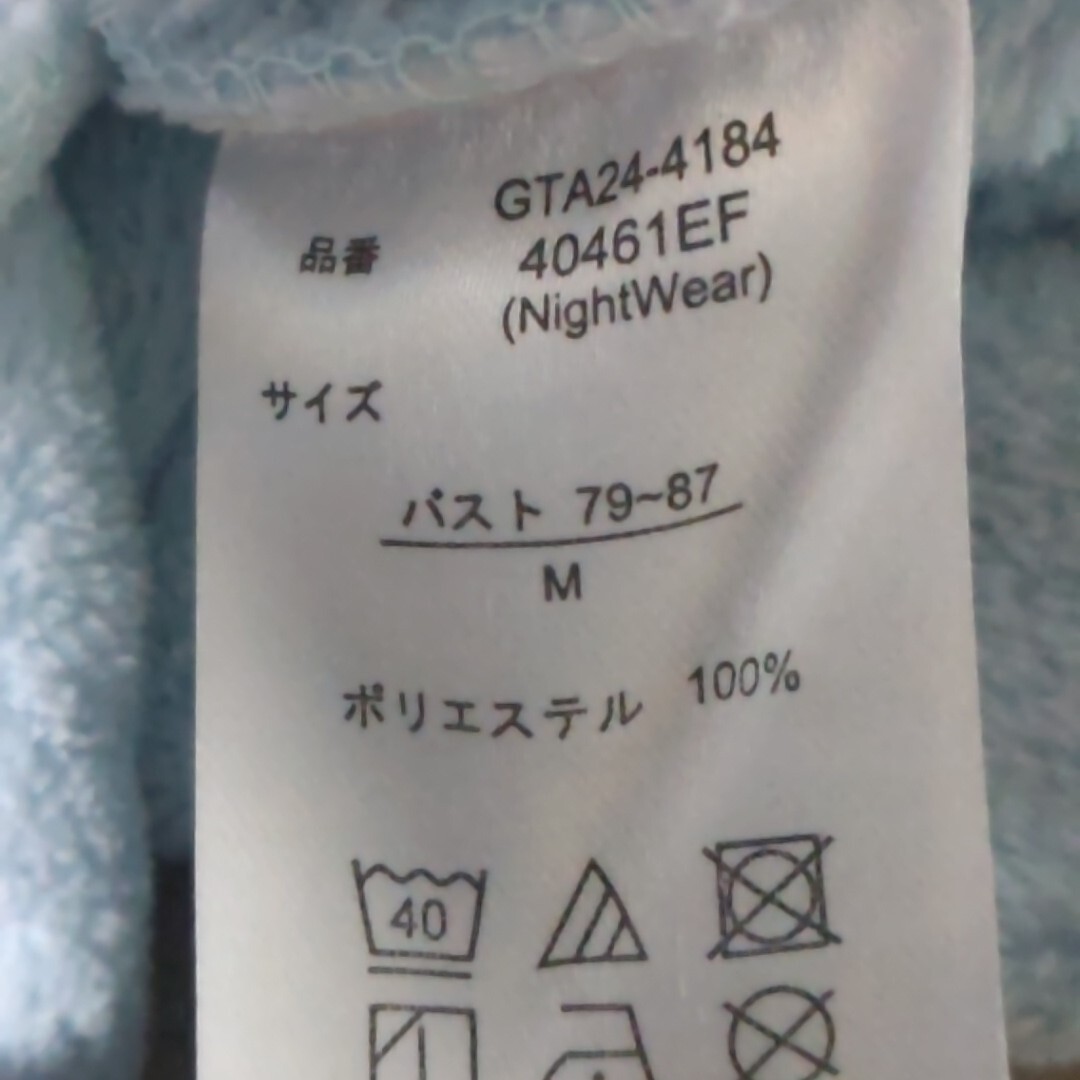 GTA24-4184
品番 40461EF
(NightWear)
サイズ
バスト 79~87
M
ポリエステル 100%
40